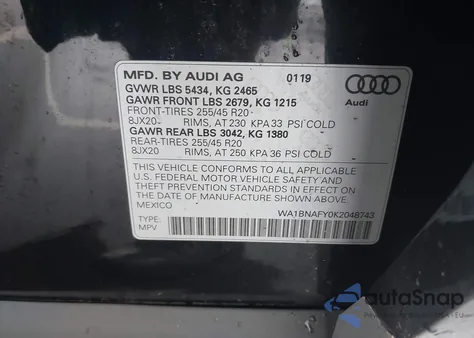 MFD. BY AUDI AG 0119
GVWR LBS 5434, KG 2465
GAWR FRONT LBS 2679, KG 1215
FRONT-TIRES 255/45 R20
8JX20 RIMS, AT 230 KPA 33 PSI COLD
GAWR REAR LBS 3042, KG 1380
REAR-TIRES 255/45 R20
8JX20 RIMS, AT 250 KPA 36 PSI COLD
Audi
THIS VEHICLE CONFORMS TO ALL APPLICABLE
U.S. FEDERAL MOTOR VEHICLE SAFETY AND
THEFT PREVENTION STANDARDS IN EFFECT ON
THE DATE OF MANUFACTURE SHOWN ABOVE.
MEXICO
TYPE:
MPV
WA1BNAFY0K2048743
autoSnap